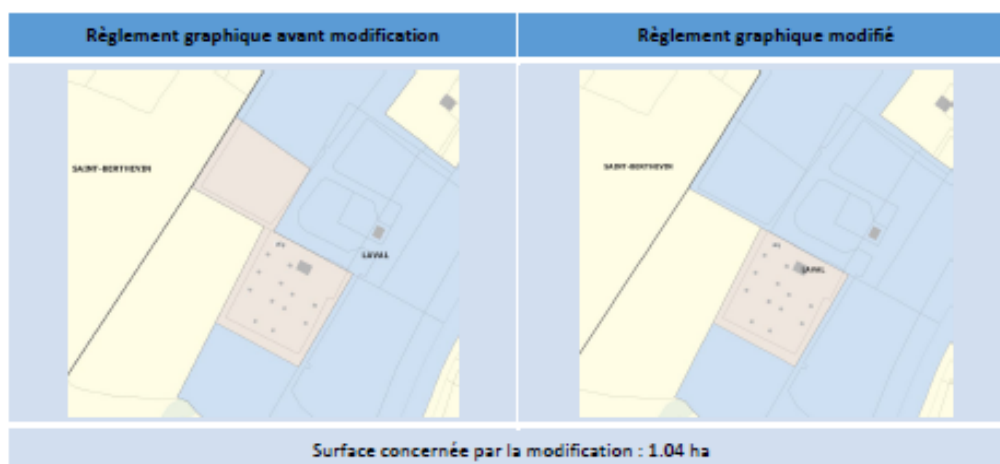 Règlement graphique avant modification
Règlement graphique modifié
SAINT-BERTHEVIN
LAVAL
SAINT-BERTHEVIN
LAVAL
Surface concernée par la modification : 1.04 ha